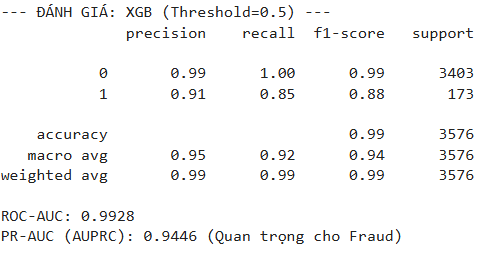 --- ĐÁNH GIÁ: XGB (Threshold=0.5) ---
precision recall f1-score support
0 0.99 1.00 0.99 3403
1 0.91 0.85 0.88 173
accuracy 0.99 3576
macro avg 0.95 0.92 0.94 3576
weighted avg 0.99 0.99 0.99 3576
ROC-AUC: 0.9928
PR-AUC (AUPRC): 0.9446 (Quan trọng cho Fraud)